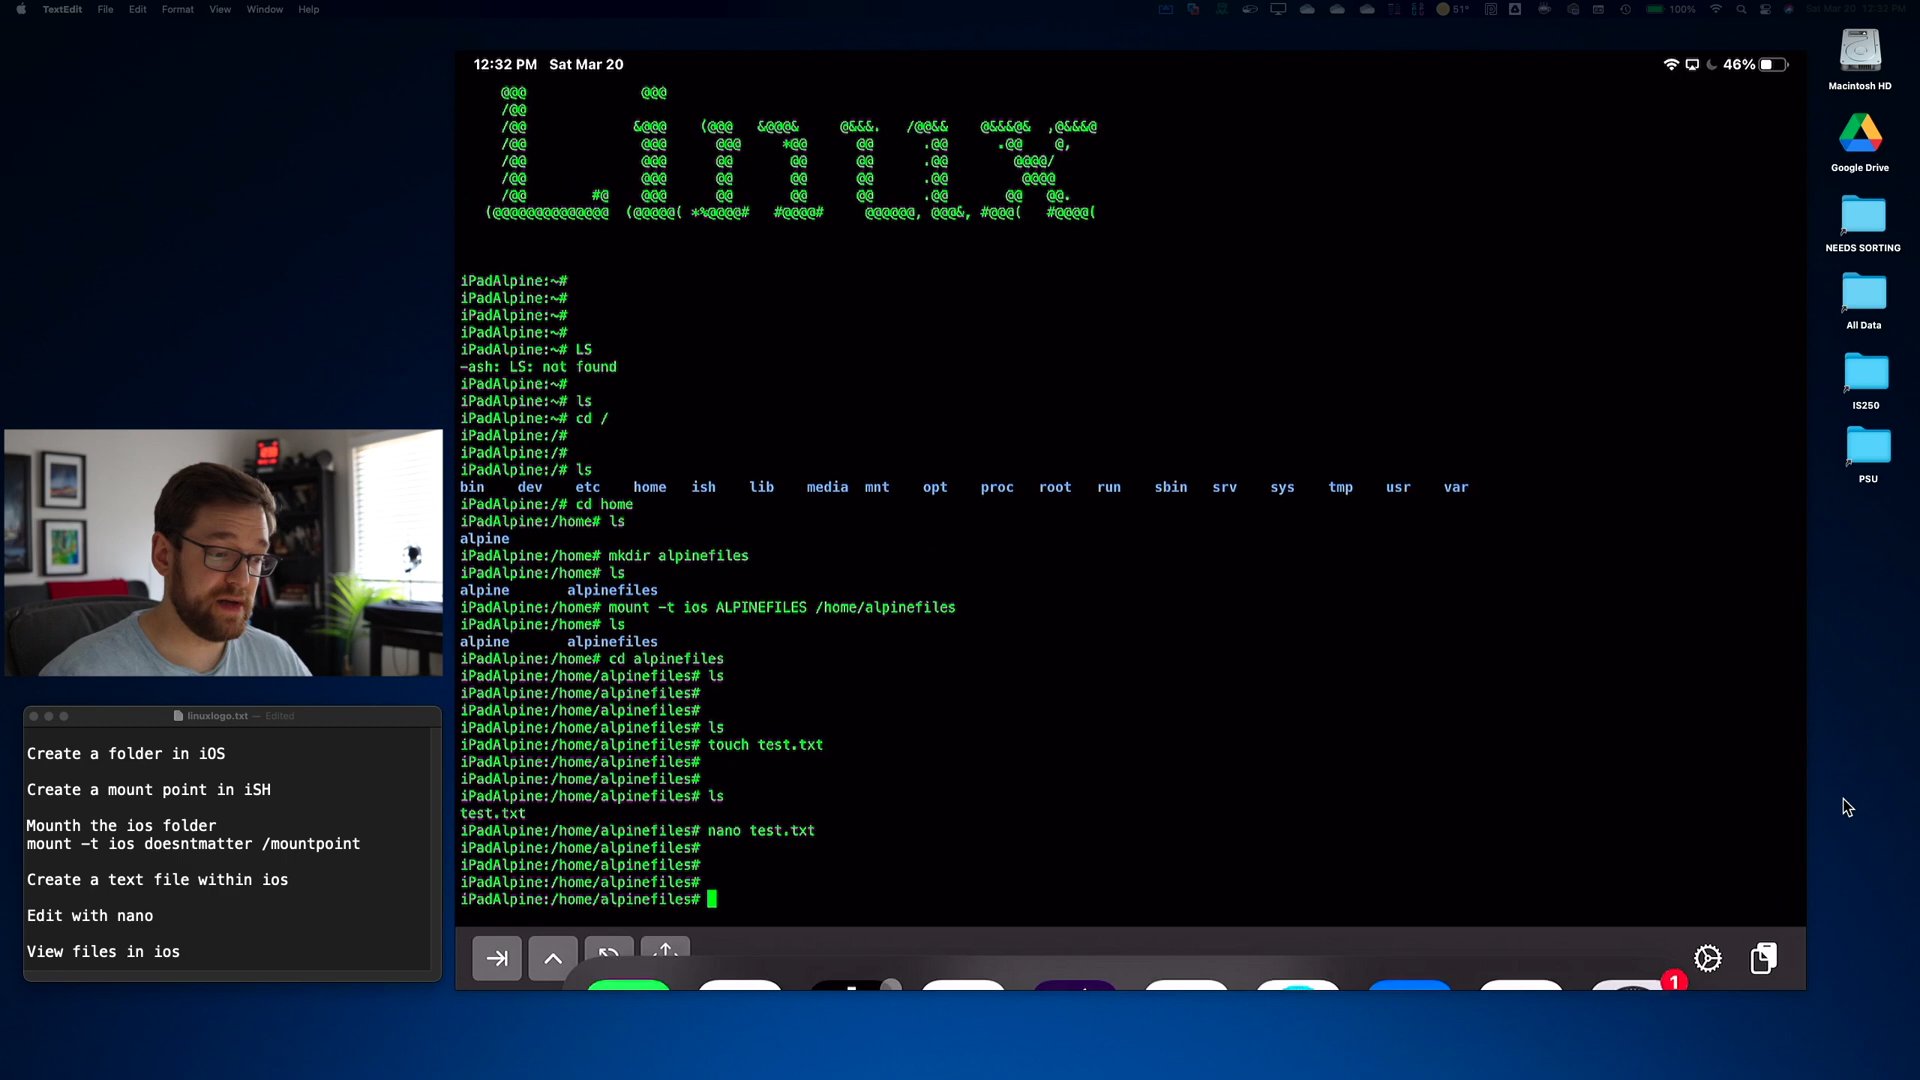 TextEdit File Edit Format View Window Help
51° 100% Sat Mar 20 12:32 PM
12:32 PM Sat Mar 20
46%
@@@ @@@
/@@
/@@ &@@@ (@@@ &@@@& @&&&. /@@&& @&&&@& ,@&&&@
/@@ @@@ @@@ *@@ @@ .@@ .@@ @,
/@@ @@@ @@ @@ @@ .@@ @@@@/
/@@ @@@ @@ @@ @@ .@@ @@@@
/@@ #@ @@@ @@ @@ @@ .@@ @@ @@.
(@@@@@@@@@@@@@@ (@@@@@( *%@@@@# #@@@@# @@@@@@, @@@&, #@@@( #@@@@(
iPadAlpine:~#
iPadAlpine:~#
iPadAlpine:~#
iPadAlpine:~#
iPadAlpine:~# LS
-ash: LS: not found
iPadAlpine:~#
iPadAlpine:~# ls
iPadAlpine:~# cd /
iPadAlpine:/#
iPadAlpine:/#
iPadAlpine:/# ls
bin dev etc home ish lib media mnt opt proc root run sbin srv sys tmp usr var
iPadAlpine:/# cd home
iPadAlpine:/home# ls
alpine
iPadAlpine:/home# mkdir alpinefiles
iPadAlpine:/home# ls
alpine alpinefiles
iPadAlpine:/home# mount -t ios ALPINEFILES /home/alpinefiles
iPadAlpine:/home# ls
alpine alpinefiles
iPadAlpine:/home# cd alpinefiles
iPadAlpine:/home/alpinefiles# ls
iPadAlpine:/home/alpinefiles#
iPadAlpine:/home/alpinefiles#
iPadAlpine:/home/alpinefiles# ls
iPadAlpine:/home/alpinefiles# touch test.txt
iPadAlpine:/home/alpinefiles#
iPadAlpine:/home/alpinefiles#
iPadAlpine:/home/alpinefiles# ls
test.txt
iPadAlpine:/home/alpinefiles# nano test.txt
iPadAlpine:/home/alpinefiles#
iPadAlpine:/home/alpinefiles#
iPadAlpine:/home/alpinefiles#
iPadAlpine:/home/alpinefiles#
1
linuxlogo.txt — Edited
Create a folder in iOS
Create a mount point in iSH
Mounth the ios folder
mount -t ios doesntmatter /mountpoint
Create a text file within ios
Edit with nano
View files in ios
Macintosh HD
Google Drive
NEEDS SORTING
All Data
IS250
PSU